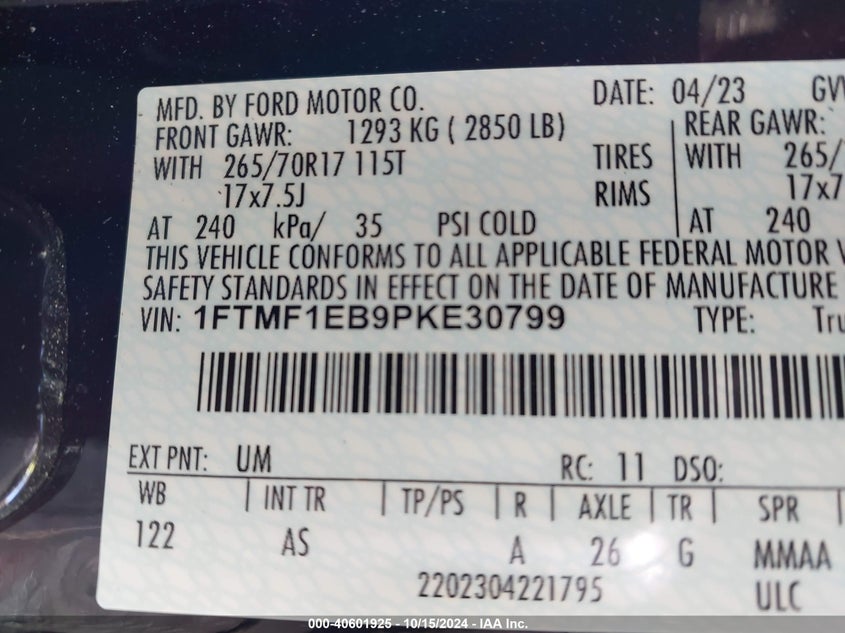 MFD. BY FORD MOTOR CO. DATE: 04/23
FRONT GAWR: 1293 KG ( 2850 LB) REAR GAWR:
WITH 265/70R17 115T TIRES WITH 265/
17x7.5J RIMS 17x7
AT 240 kPa/ 35 PSI COLD AT 240
THIS VEHICLE CONFORMS TO ALL APPLICABLE FEDERAL MOTOR
SAFETY STANDARDS IN EFFECT ON THE DATE OF MANUFACTURE
VIN: 1FTMF1EB9PKE30799 TYPE:
EXT PNT: UM RC: 11 DSO:
WB | INT TR | TP/PS | R | AXLE | TR | SPR
122 AS A 26 G MMAA
2202304221795 ULC
000-40601925 - 10/15/2024 - IAA Inc.